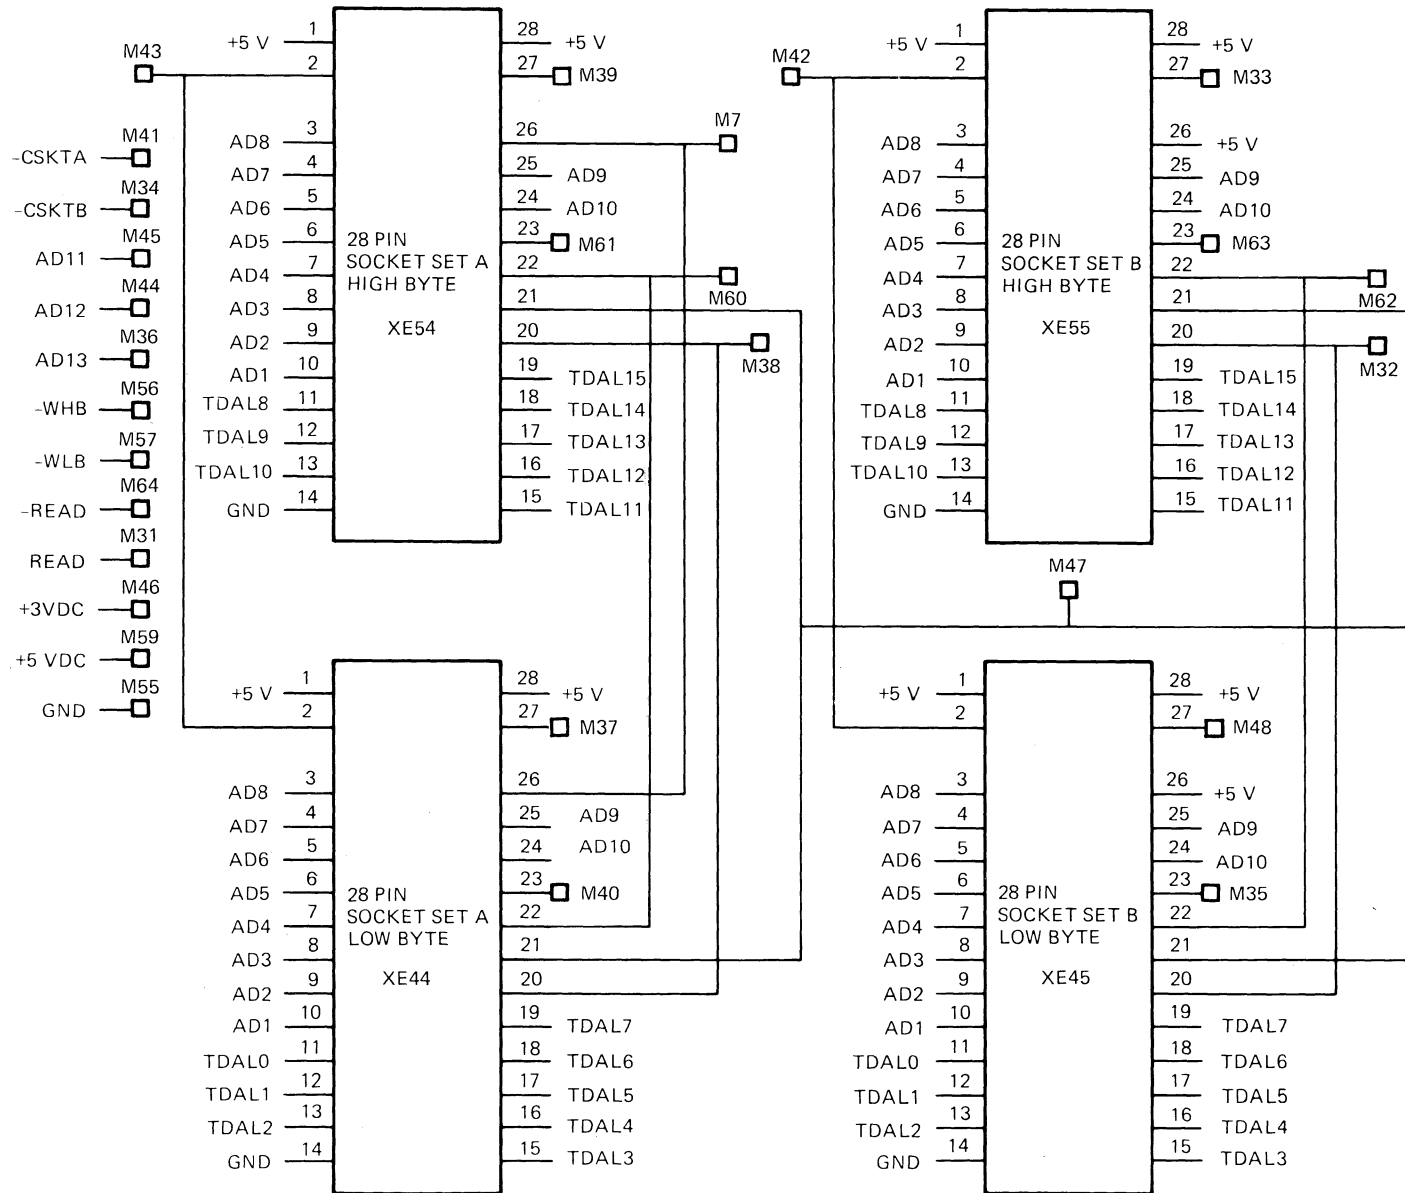 M43
M41
-CSKTA
M34
-CSKTB
M45
AD11
M44
AD12
M36
AD13
M56
-WHB
M57
-WLB
M64
-READ
M31
READ
M46
+3VDC
M59
+5 VDC
M55
GND
+5 V 1
2
AD8 3
AD7 4
AD6 5
AD5 6
AD4 7
AD3 8
AD2 9
AD1 10
TDAL8 11
TDAL9 12
TDAL10 13
GND 14
28 PIN
SOCKET SET A
HIGH BYTE
XE54
28 +5 V
27 M39
26 M7
25 AD9
24 AD10
23 M61
22 M60
21
20 M38
19 TDAL15
18 TDAL14
17 TDAL13
16 TDAL12
15 TDAL11
M42
+5 V 1
2
AD8 3
AD7 4
AD6 5
AD5 6
AD4 7
AD3 8
AD2 9
AD1 10
TDAL8 11
TDAL9 12
TDAL10 13
GND 14
28 PIN
SOCKET SET B
HIGH BYTE
XE55
28 +5 V
27 M33
26 +5 V
25 AD9
24 AD10
23 M63
22 M62
21
20 M32
19 TDAL15
18 TDAL14
17 TDAL13
16 TDAL12
15 TDAL11
M47
+5 V 1
2
AD8 3
AD7 4
AD6 5
AD5 6
AD4 7
AD3 8
AD2 9
AD1 10
TDAL0 11
TDAL1 12
TDAL2 13
GND 14
28 PIN
SOCKET SET A
LOW BYTE
XE44
28 +5 V
27 M37
26
25 AD9
24 AD10
23 M40
22
21
20
19 TDAL7
18 TDAL6
17 TDAL5
16 TDAL4
15 TDAL3
+5 V 1
2
AD8 3
AD7 4
AD6 5
AD5 6
AD4 7
AD3 8
AD2 9
AD1 10
TDAL0 11
TDAL1 12
TDAL2 13
GND 14
28 PIN
SOCKET SET B
LOW BYTE
XE45
28 +5 V
27 M48
26 +5 V
25 AD9
24 AD10
23 M35
22
21
20
19 TDAL7
18 TDAL6
17 TDAL5
16 TDAL4
15 TDAL3